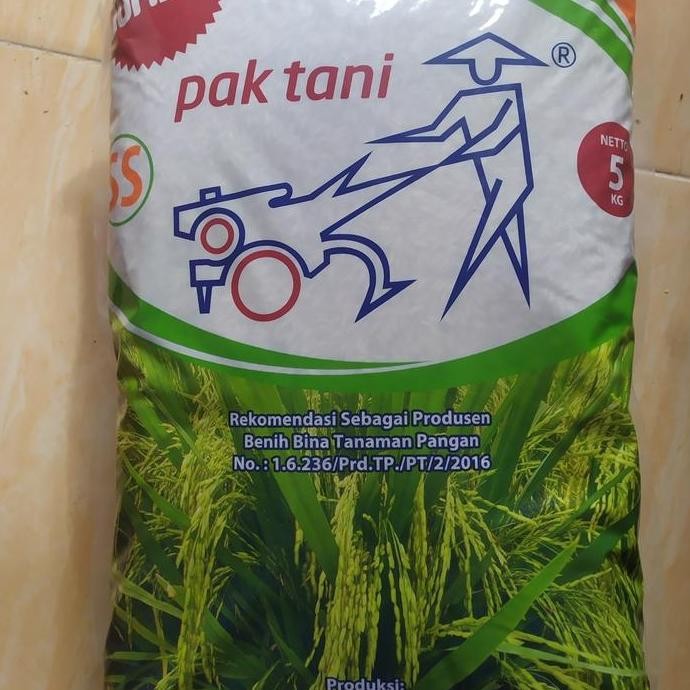 pak tani ®
SS
NETTO
5
KG
Rekomendasi Sebagai Produsen
Benih Bina Tanaman Pangan
No. : 1.6.236/Prd.TP./PT/2/2016
Produksi: